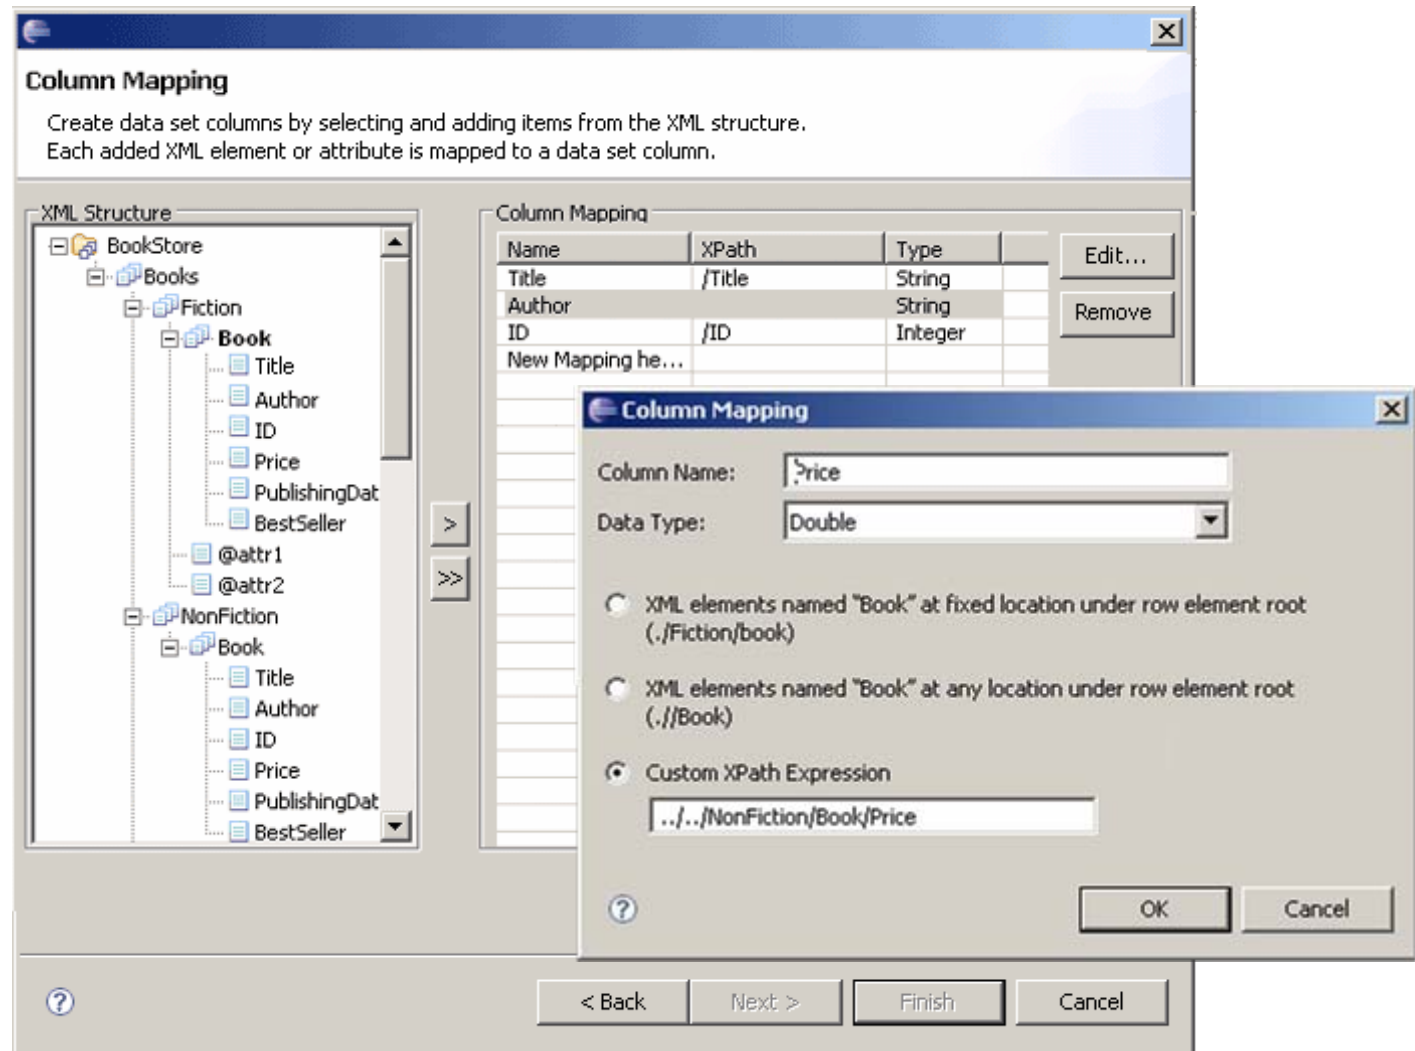 Column Mapping
Create data set columns by selecting and adding items from the XML structure.
Each added XML element or attribute is mapped to a data set column.
XML Structure
BookStore
Books
Fiction
Book
Title
Author
ID
Price
PublishingDat
BestSeller
@attr1
@attr2
NonFiction
Book
Title
Author
ID
Price
PublishingDat
BestSeller
>
>>
Column Mapping
Name XPath Type
Title /Title String
Author String
ID /ID Integer
New Mapping he...
Edit...
Remove
Column Mapping
Column Name: Price
Data Type: Double
XML elements named "Book" at fixed location under row element root
(./Fiction/book)
XML elements named "Book" at any location under row element root
(.//Book)
Custom XPath Expression
../../NonFiction/Book/Price
? OK Cancel
? < Back Next > Finish Cancel